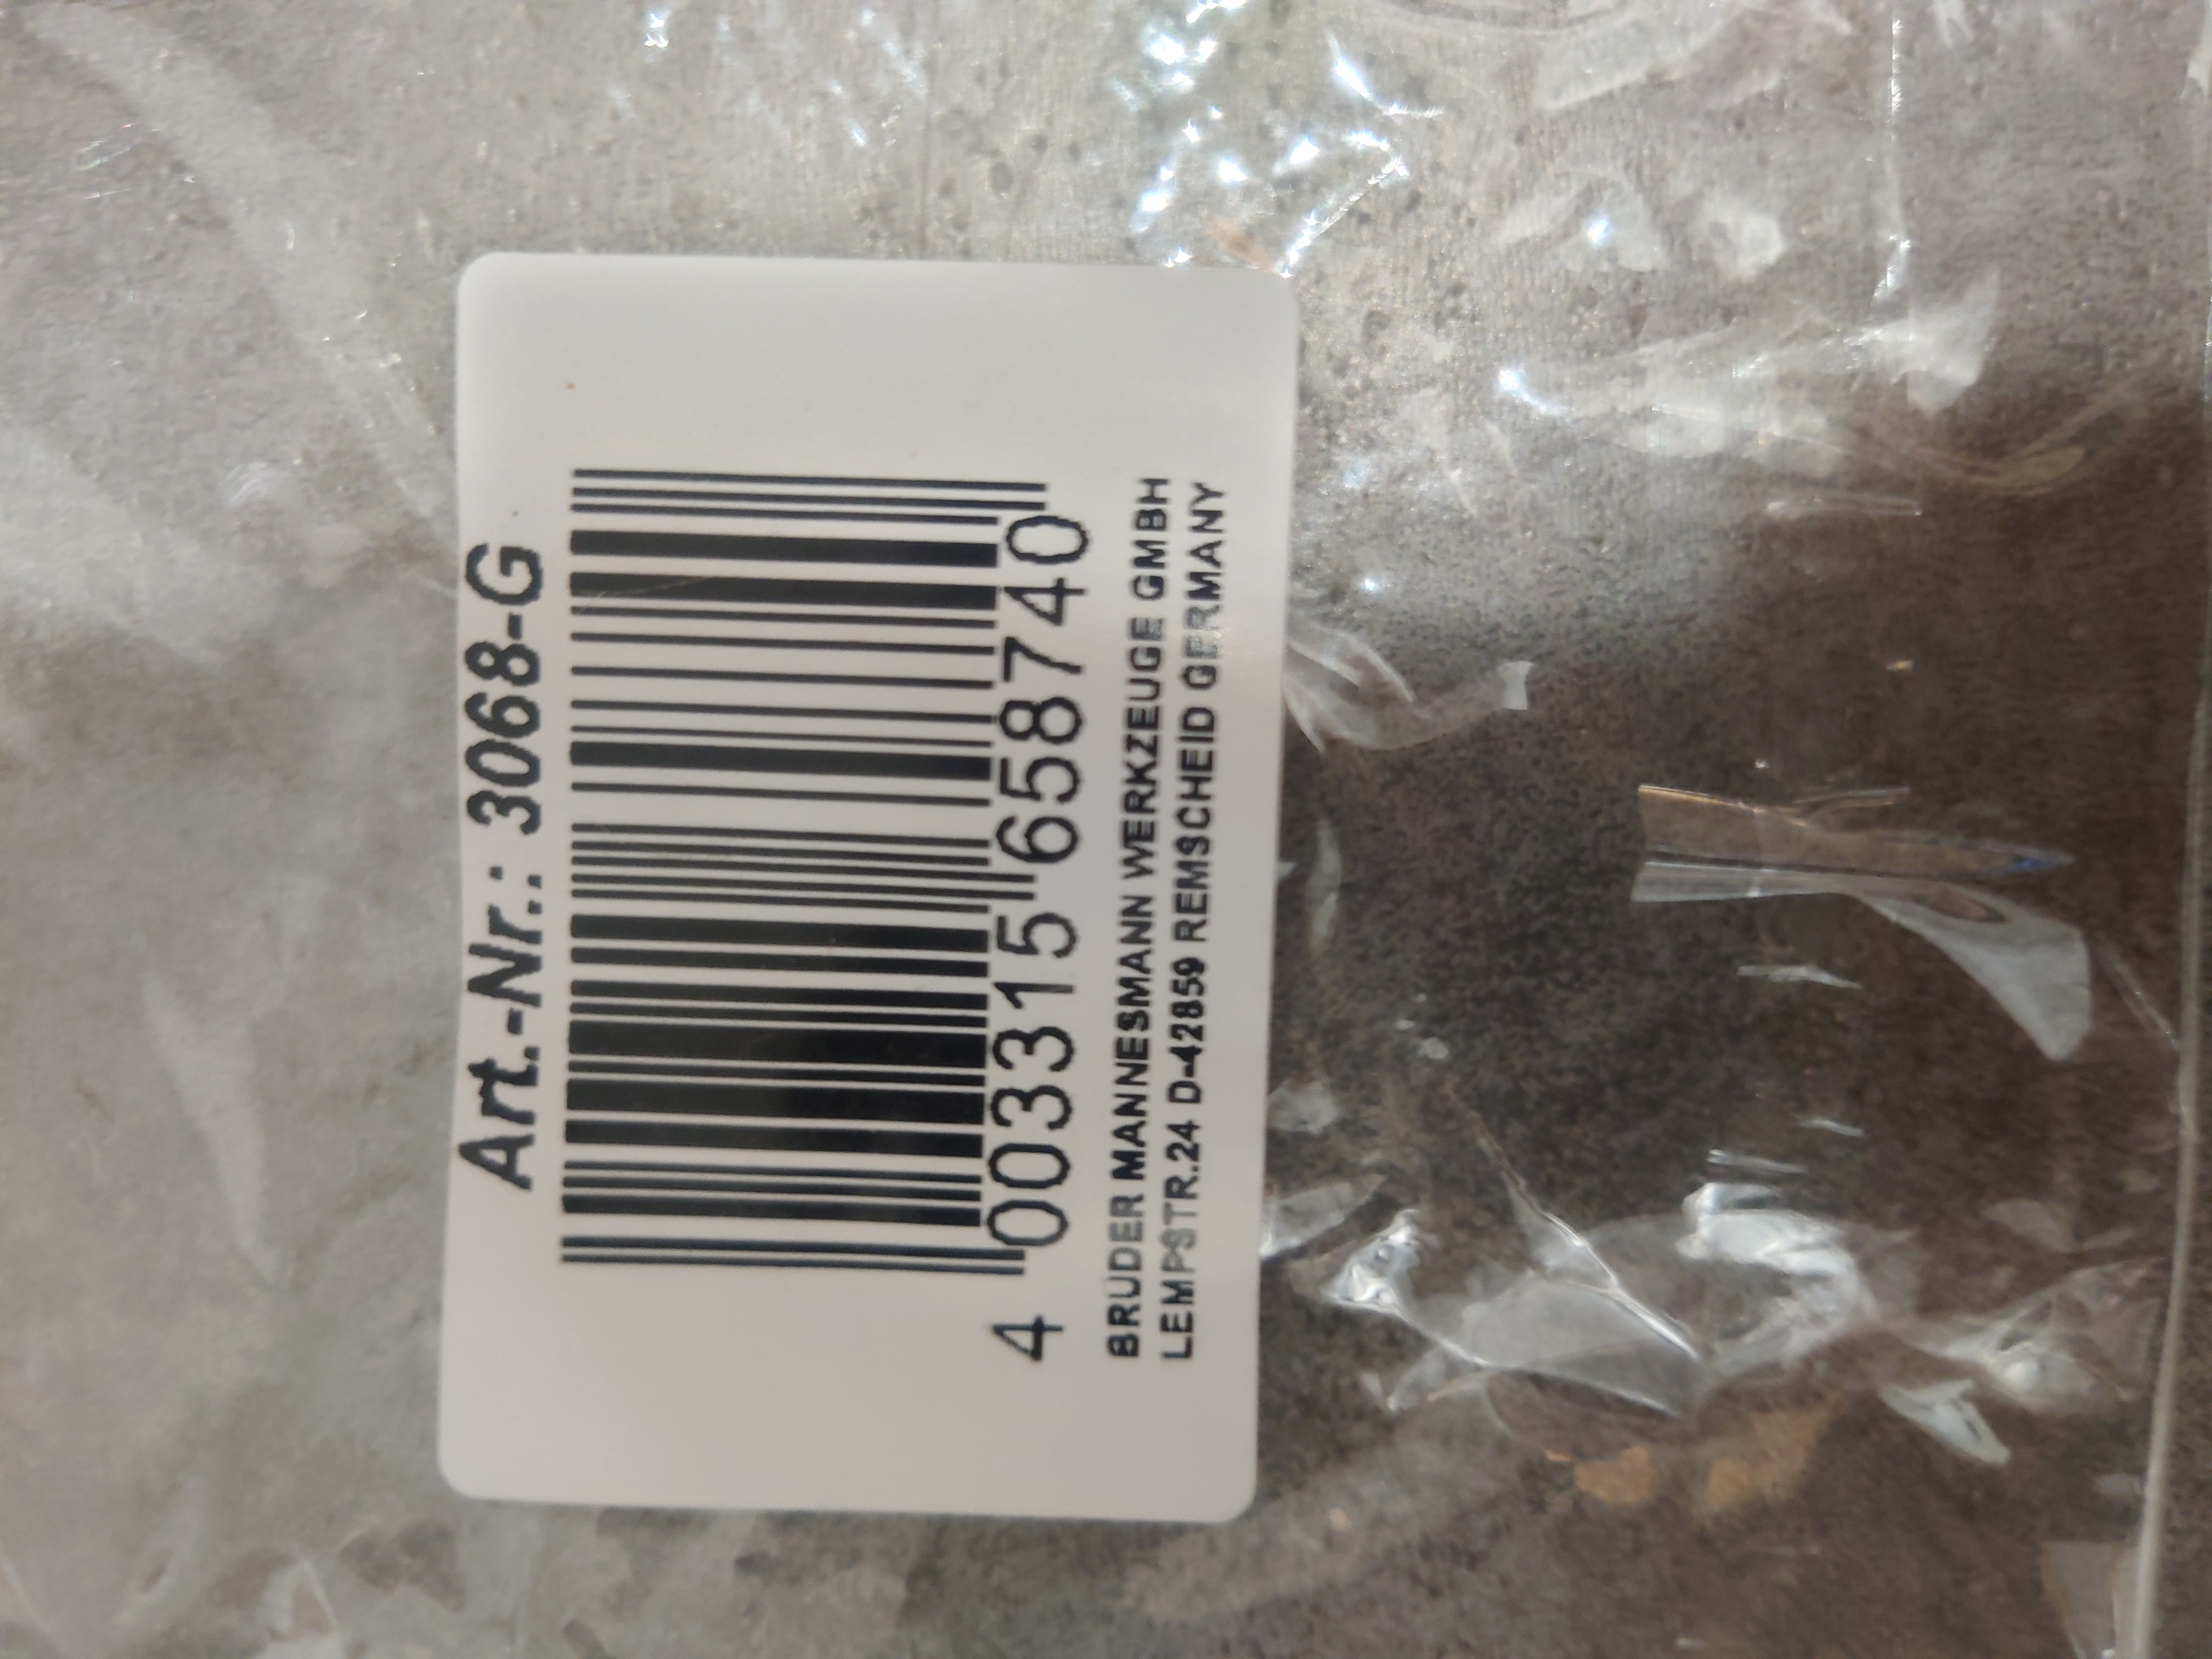 Art.-Nr.: 3068-G
4 003315 658740
BRUDER MANNESMANN WERKZEUGE GMBH
LEMPSTR.24 D-42859 REMSCHEID GERMANY